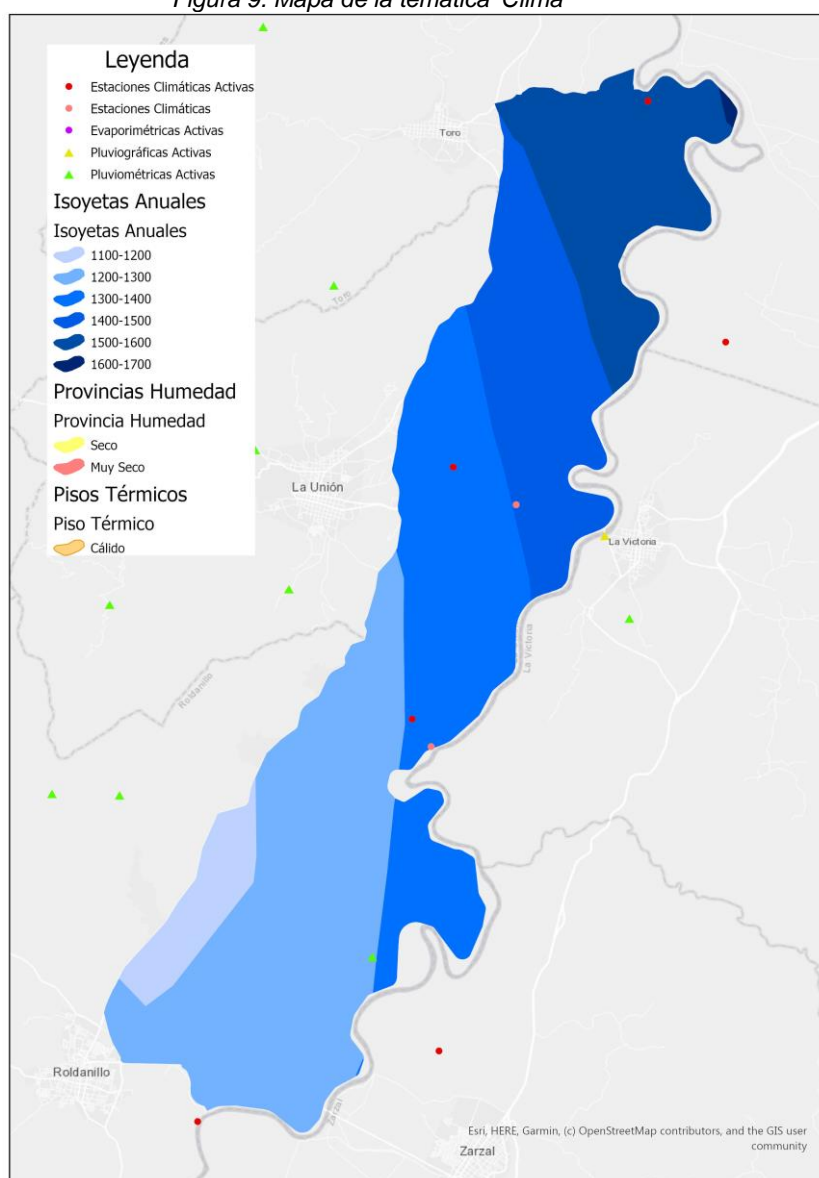 Figura 9. Mapa de la temática 'Clima'
Leyenda
Estaciones Climáticas Activas
Estaciones Climáticas
Evaporimétricas Activas
Pluviográficas Activas
Pluviométricas Activas
Isoyetas Anuales
Isoyetas Anuales
1100-1200
1200-1300
1300-1400
1400-1500
1500-1600
1600-1700
Provincias Humedad
Provincia Humedad
Seco
Muy Seco
Pisos Térmicos
Piso Térmico
Cálido
Toro
Toro
La Unión
La Victoria
La Victoria
Roldanillo
Roldanillo
Zarzal
Zarzal
Esri, HERE, Garmin, (c) OpenStreetMap contributors, and the GIS user
community